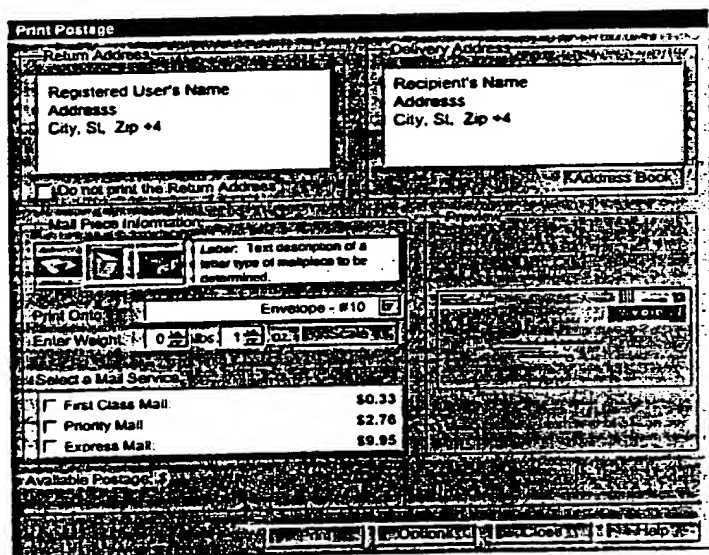 Print Postage
Return Address
Registered User's Name
Addresss
City, St, Zip +4
Do not print the Return Address
Delivery Address
Recipient's Name
Addresss
City, St, Zip +4
Address Book
Mail Piece Information
Letter: Text description of a
letter type of mailpiece to be
determined.
Print Onto:
Envelope - #10
Enter Weight: 0 lbs. 1 oz. Scale
Select a Mail Service
First Class Mail: $0.33
Priority Mail $2.76
Express Mail: $9.95
Available Postage: $
Preview
Print Options Close Help